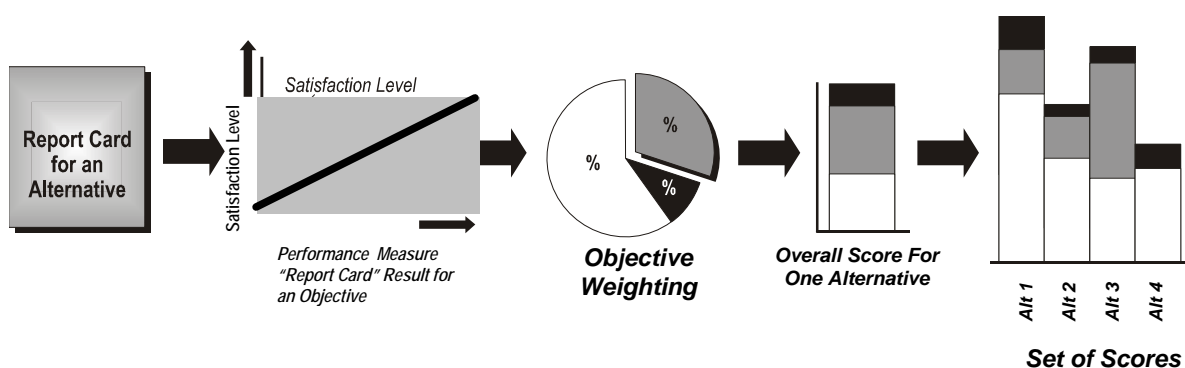 Report Card
for an
Alternative
Satisfaction Level
Satisfaction Level
Performance Measure
“Report Card” Result for
an Objective
%
%
%
Objective
Weighting
Overall Score For
One Alternative
Alt 1
Alt 2
Alt 3
Alt 4
Set of Scores